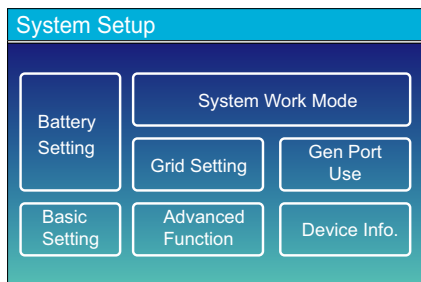 System Setup
Battery
Setting
System Work Mode
Grid Setting
Gen Port
Use
Basic
Setting
Advanced
Function
Device Info.